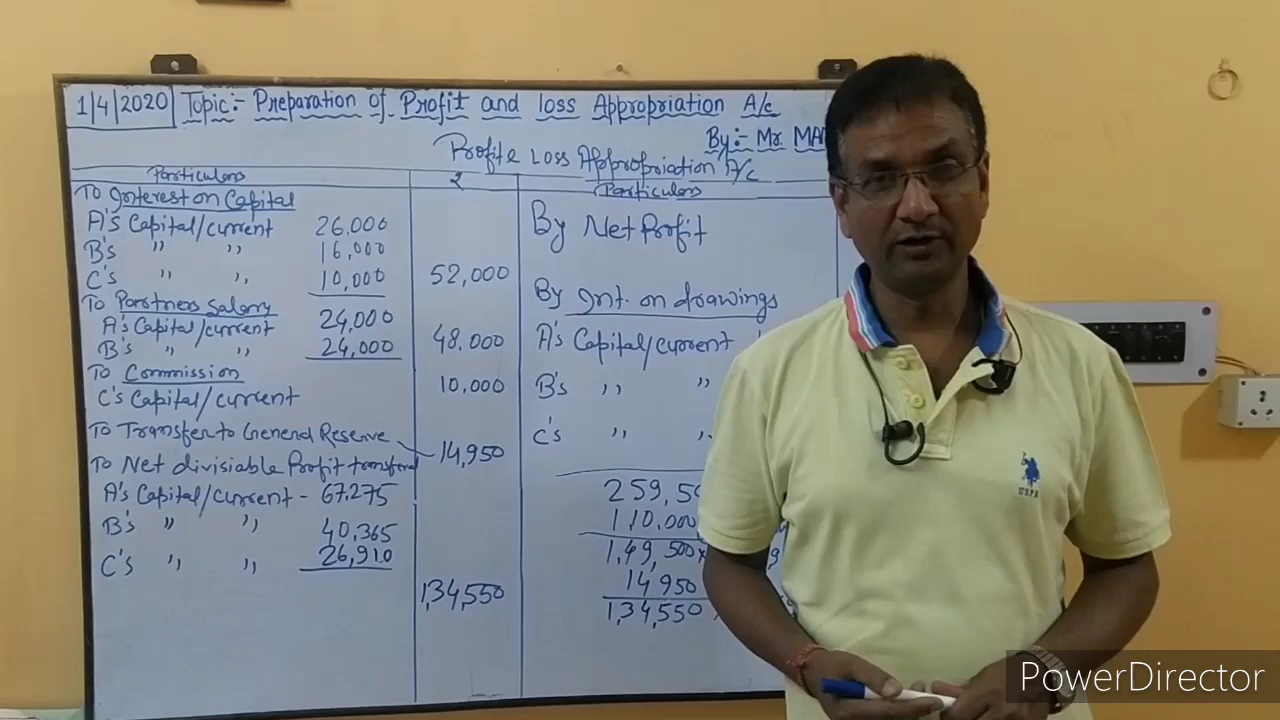 1/4/2020 Topic:- Preparation of Profit and loss Appropriation A/c
By:- Mr.
Profit & Loss Appropriation A/c
Particulars ₹ Particulars
To Interest on Capital
A's Capital/current 26,000
B's " " 16,000
C's " " 10,000 52,000
To Partners Salary
A's Capital/current 24,000
B's " " 24,000 48,000
To Commission
C's Capital/current 10,000
To Transfer to General Reserve 14,950
To Net divisiable Profit transferred
A's Capital/current - 67,275
B's " " 40,365
C's " " 26,910
134,550
By Net Profit
By Int. on drawings
A's Capital/current
B's " "
C's " "
110,000
1,49,500
14950
1,34,550
USPA
PowerDirector